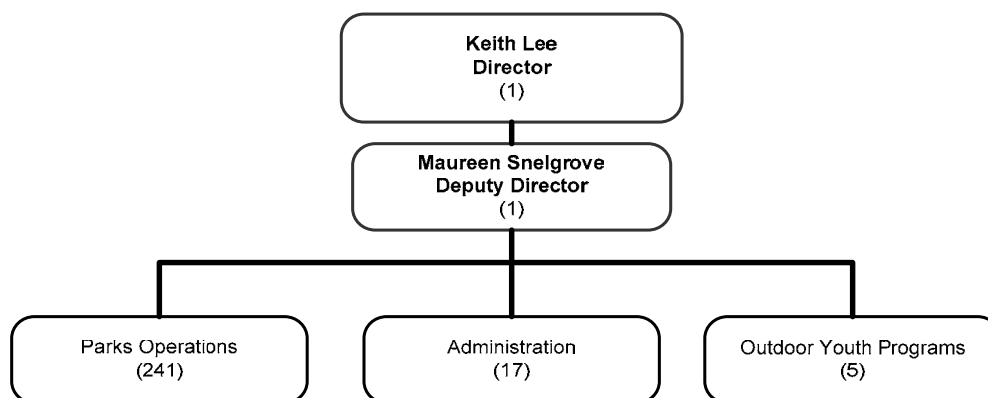 Keith Lee
Director
(1)
Maureen Snelgrove
Deputy Director
(1)
Parks Operations
(241)
Administration
(17)
Outdoor Youth Programs
(5)